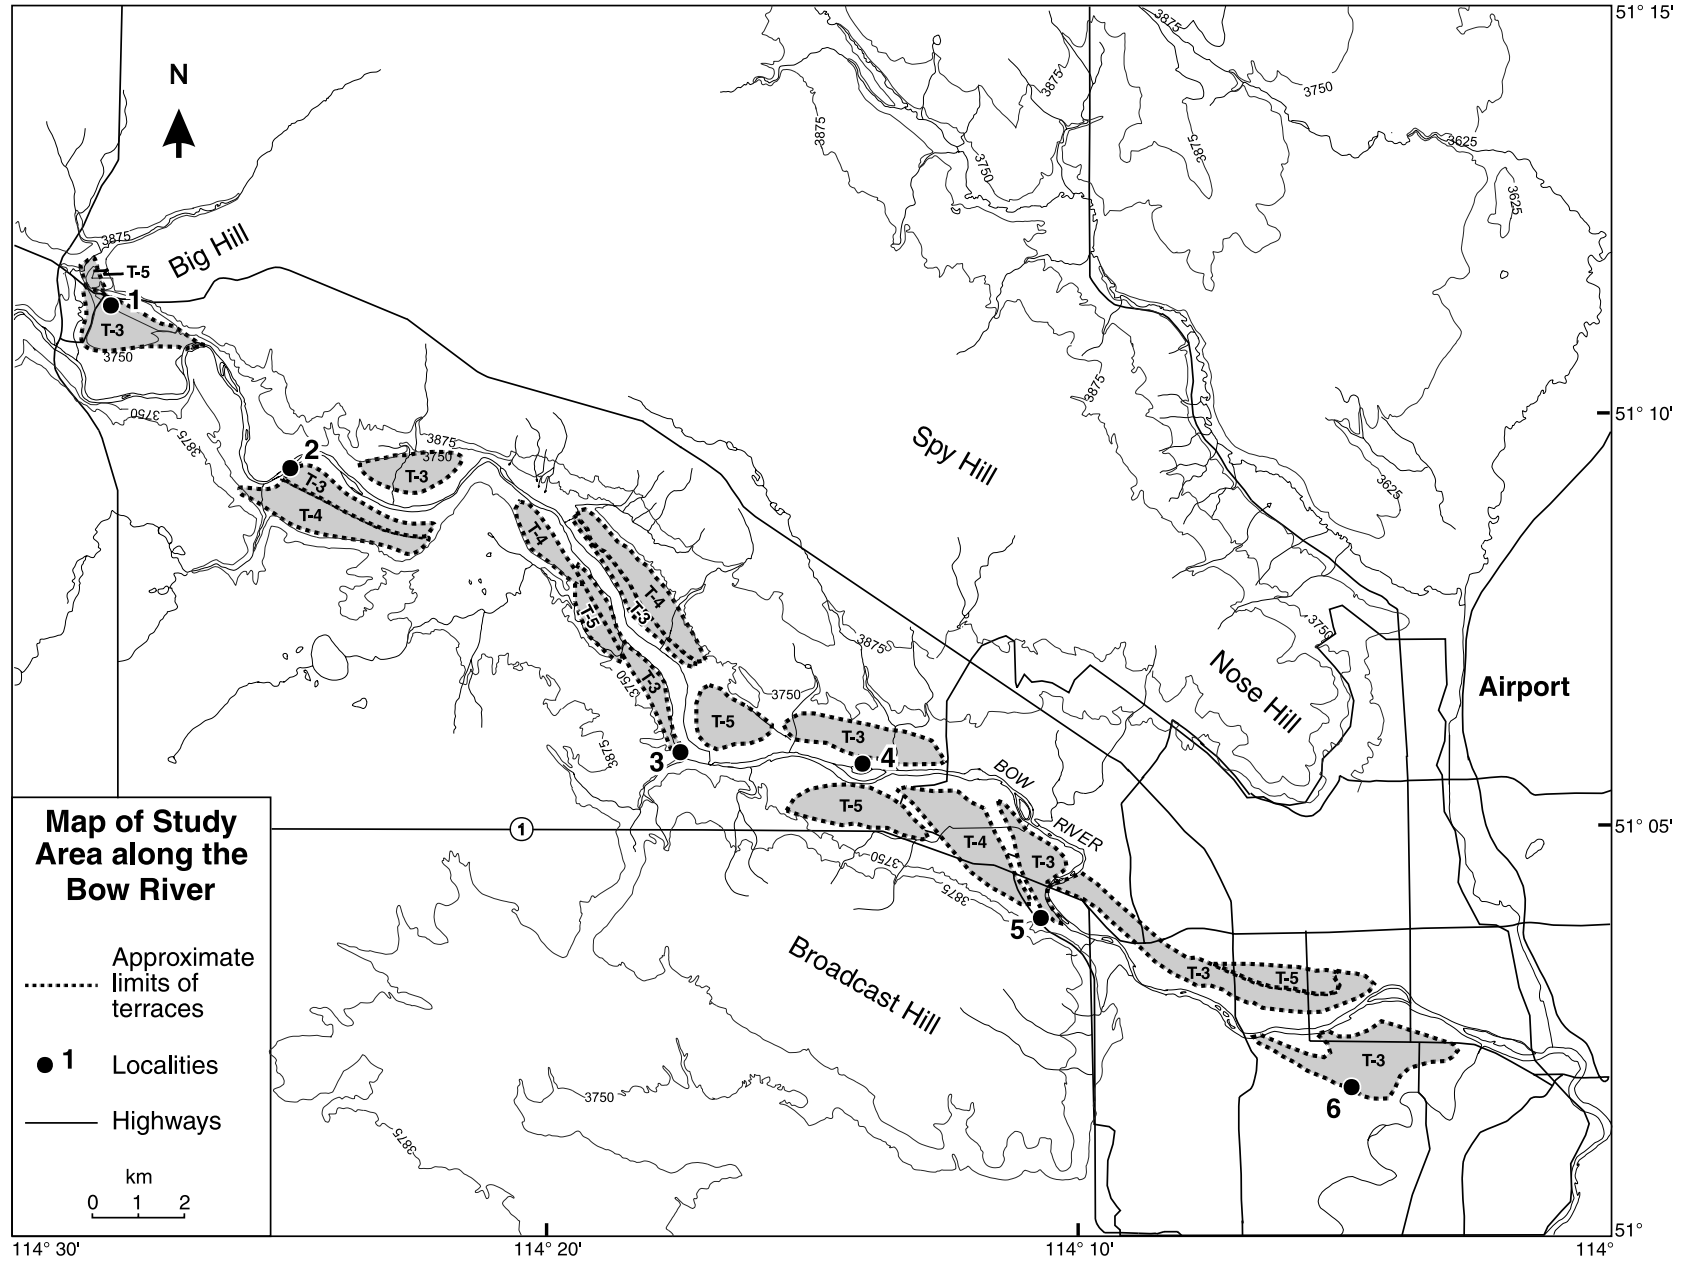 51° 15'
3875
3750
3875
3875
N
3625
3875
3750
3625
3875
Big Hill
T-5
1
T-3
3750
3875
51° 10'
3750
3875
2
3875
3750
T-3
T-3
T-4
Spy Hill
3625
T-4
T-4
T-3
T-5
3750
3875
Nose Hill
Airport
T-3
3750
3750
T-5
T-3
4
3
3875
BOW
RIVER
T-5
51° 05'
1
T-4
T-3
3750
3875
5
Broadcast Hill
T-3
T-5
T-3
6
3750
3875
Map of Study
Area along the
Bow River
Approximate
limits of
terraces
1 Localities
Highways
km
0 1 2
51°
114° 30'
114° 20'
114° 10'
114°